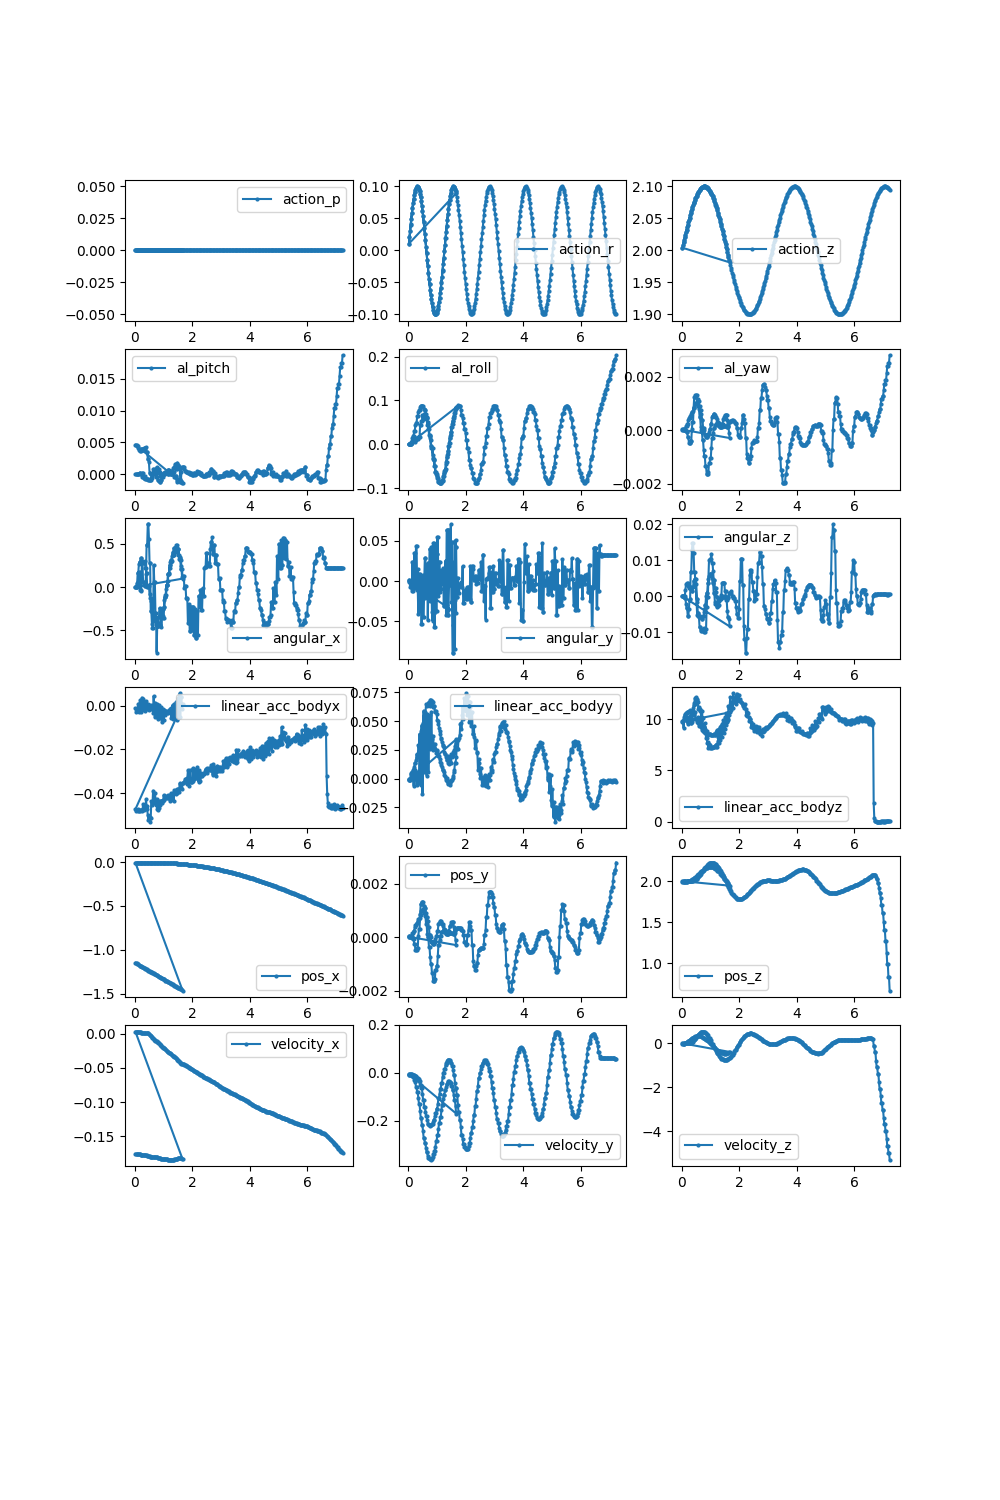 0.050
0.025
0.000
−0.025
−0.050
0 2 4 6
action_p
0.10
0.05
0.00
−0.05
−0.10
0 2 4 6
action_r
2.10
2.05
2.00
1.95
1.90
0 2 4 6
action_z
0.015
0.010
0.005
0.000
0 2 4 6
al_pitch
0.2
0.1
0.0
−0.1
0 2 4 6
al_roll
0.002
0.000
−0.002
0 2 4 6
al_yaw
0.5
0.0
−0.5
0 2 4 6
angular_x
0.05
0.00
−0.05
0 2 4 6
angular_y
0.02
0.01
0.00
−0.01
0 2 4 6
angular_z
0.00
−0.02
−0.04
0 2 4 6
linear_acc_bodyx
0.075
0.050
0.025
0.000
−0.025
0 2 4 6
linear_acc_bodyy
10
5
0
0 2 4 6
linear_acc_bodyz
0.0
−0.5
−1.0
−1.5
0 2 4 6
pos_x
0.002
0.000
−0.002
0 2 4 6
pos_y
2.0
1.5
1.0
0 2 4 6
pos_z
0.00
−0.05
−0.10
−0.15
0 2 4 6
velocity_x
0.2
0.0
−0.2
0 2 4 6
velocity_y
0
−2
−4
0 2 4 6
velocity_z